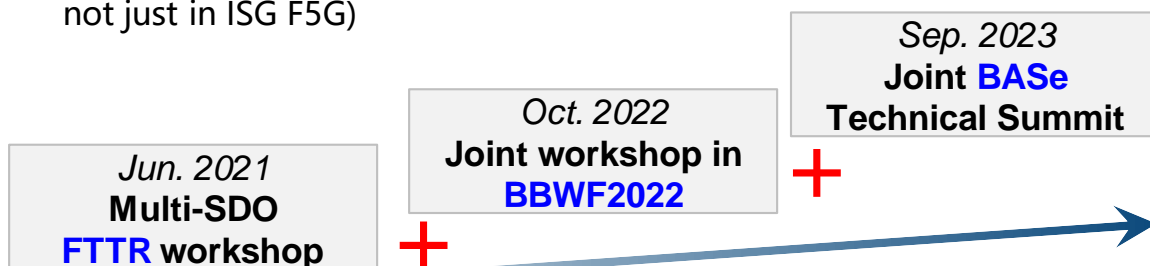 not just in ISG F5G)
Sep. 2023
Joint BASe
Technical Summit
Oct. 2022
Joint workshop in
BBWF2022
Jun. 2021
Multi-SDO
FTTR workshop
+
+